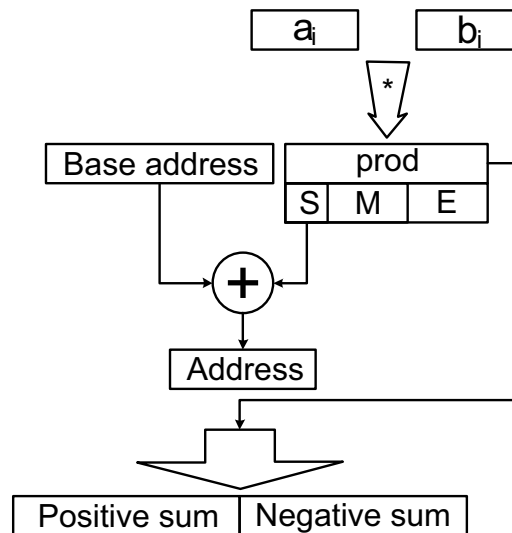 aᵢ bᵢ
*
Base address prod
S M E
+
Address
Positive sum Negative sum